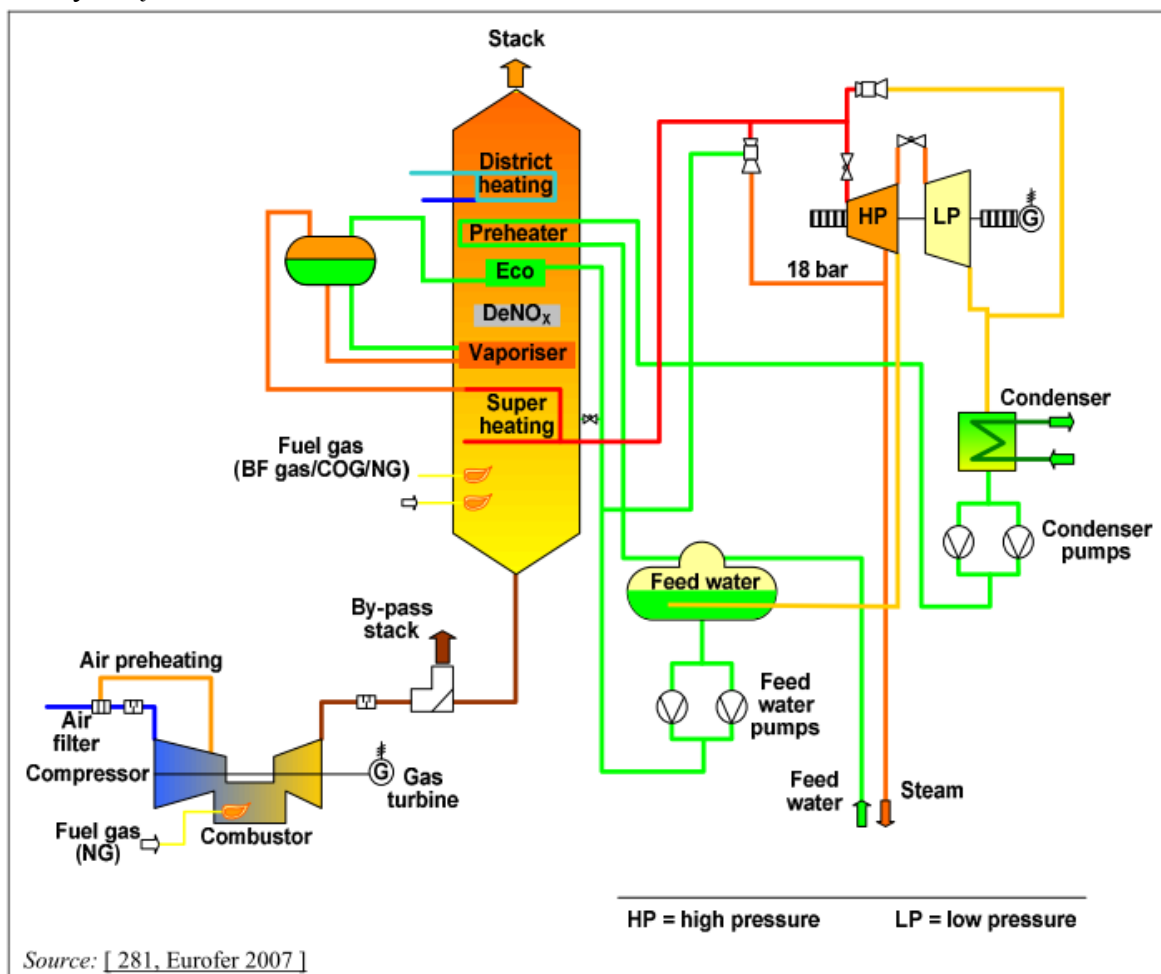 Stack
District
heating
Preheater
Eco
DeNOX
Vaporiser
Super
heating
Fuel gas
(BF gas/COG/NG)
HP
LP
G
18 bar
Condenser
Condenser
pumps
Feed water
Feed
water
pumps
By-pass
stack
Air preheating
Air
filter
Compressor
G
Gas
turbine
Fuel gas
(NG)
Combustor
Feed
water
Steam
HP = high pressure
LP = low pressure
Source: [ 281, Eurofer 2007 ]